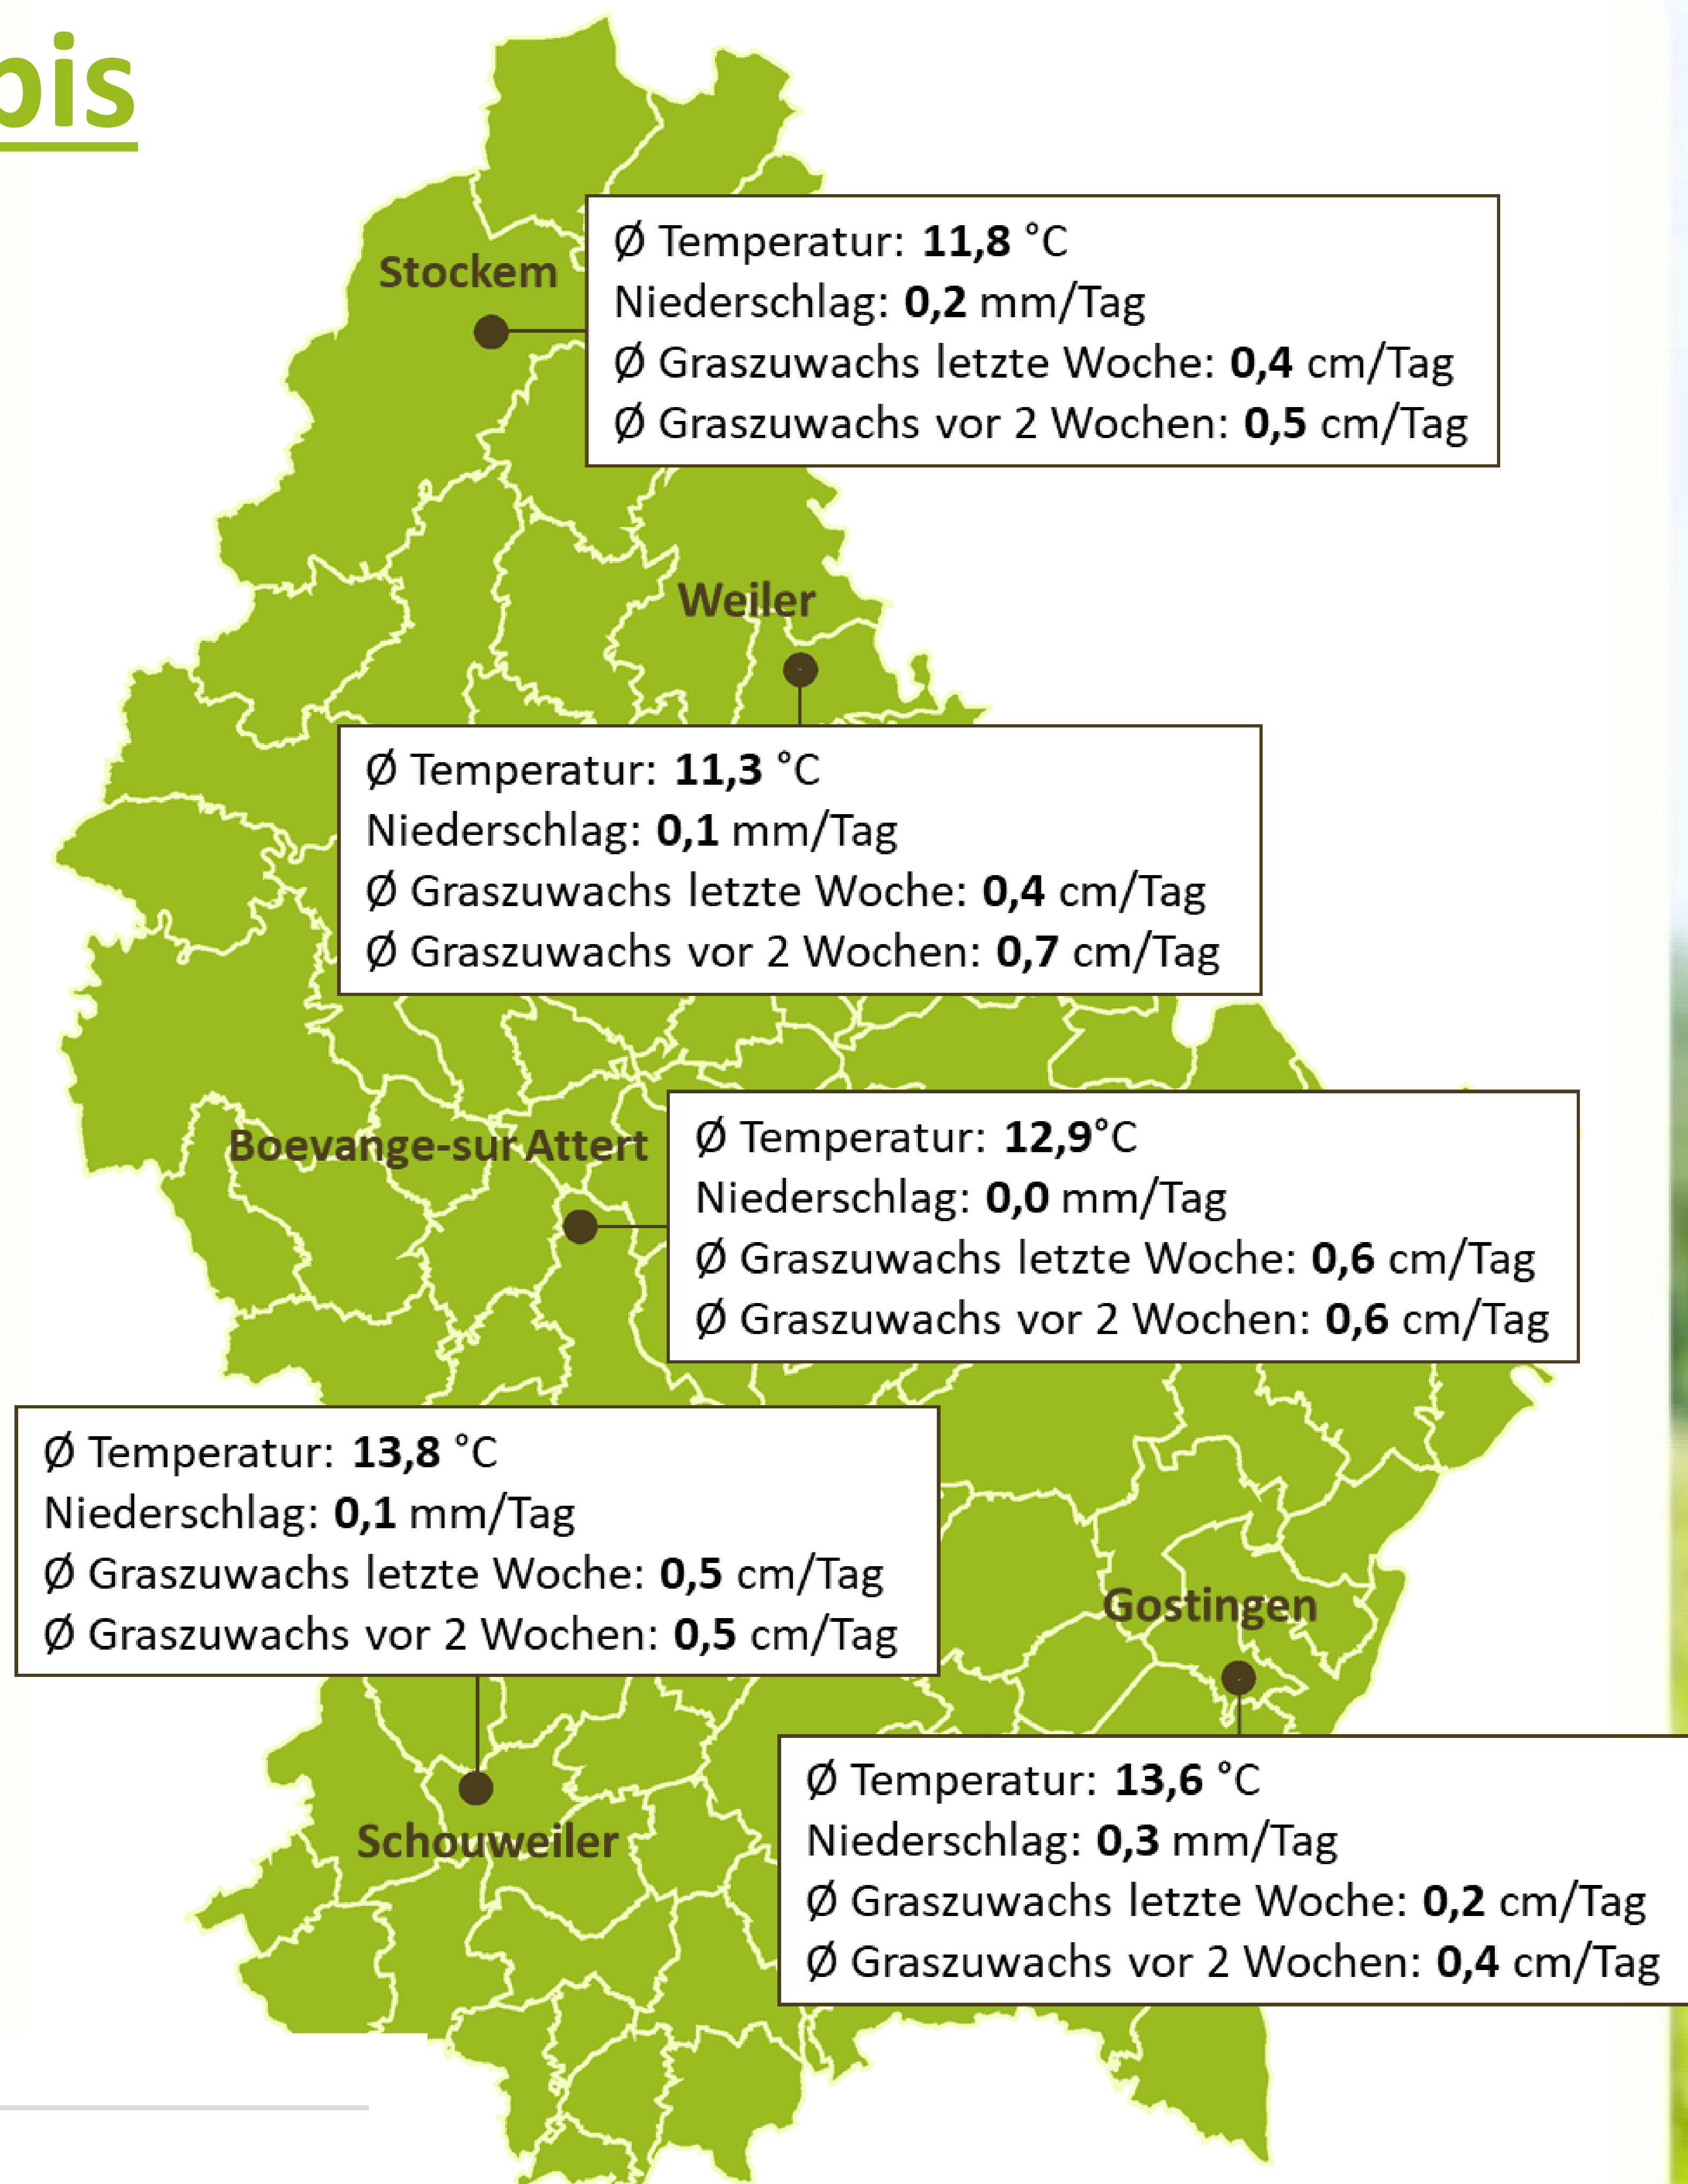 bis
Stockem
Ø Temperatur: 11,8 °C
Niederschlag: 0,2 mm/Tag
Ø Graszuwachs letzte Woche: 0,4 cm/Tag
Ø Graszuwachs vor 2 Wochen: 0,5 cm/Tag
Weiler
Ø Temperatur: 11,3 °C
Niederschlag: 0,1 mm/Tag
Ø Graszuwachs letzte Woche: 0,4 cm/Tag
Ø Graszuwachs vor 2 Wochen: 0,7 cm/Tag
Boevange-sur Attert
Ø Temperatur: 12,9°C
Niederschlag: 0,0 mm/Tag
Ø Graszuwachs letzte Woche: 0,6 cm/Tag
Ø Graszuwachs vor 2 Wochen: 0,6 cm/Tag
Ø Temperatur: 13,8 °C
Niederschlag: 0,1 mm/Tag
Ø Graszuwachs letzte Woche: 0,5 cm/Tag
Ø Graszuwachs vor 2 Wochen: 0,5 cm/Tag
Schouweiler
Gostingen
Ø Temperatur: 13,6 °C
Niederschlag: 0,3 mm/Tag
Ø Graszuwachs letzte Woche: 0,2 cm/Tag
Ø Graszuwachs vor 2 Wochen: 0,4 cm/Tag